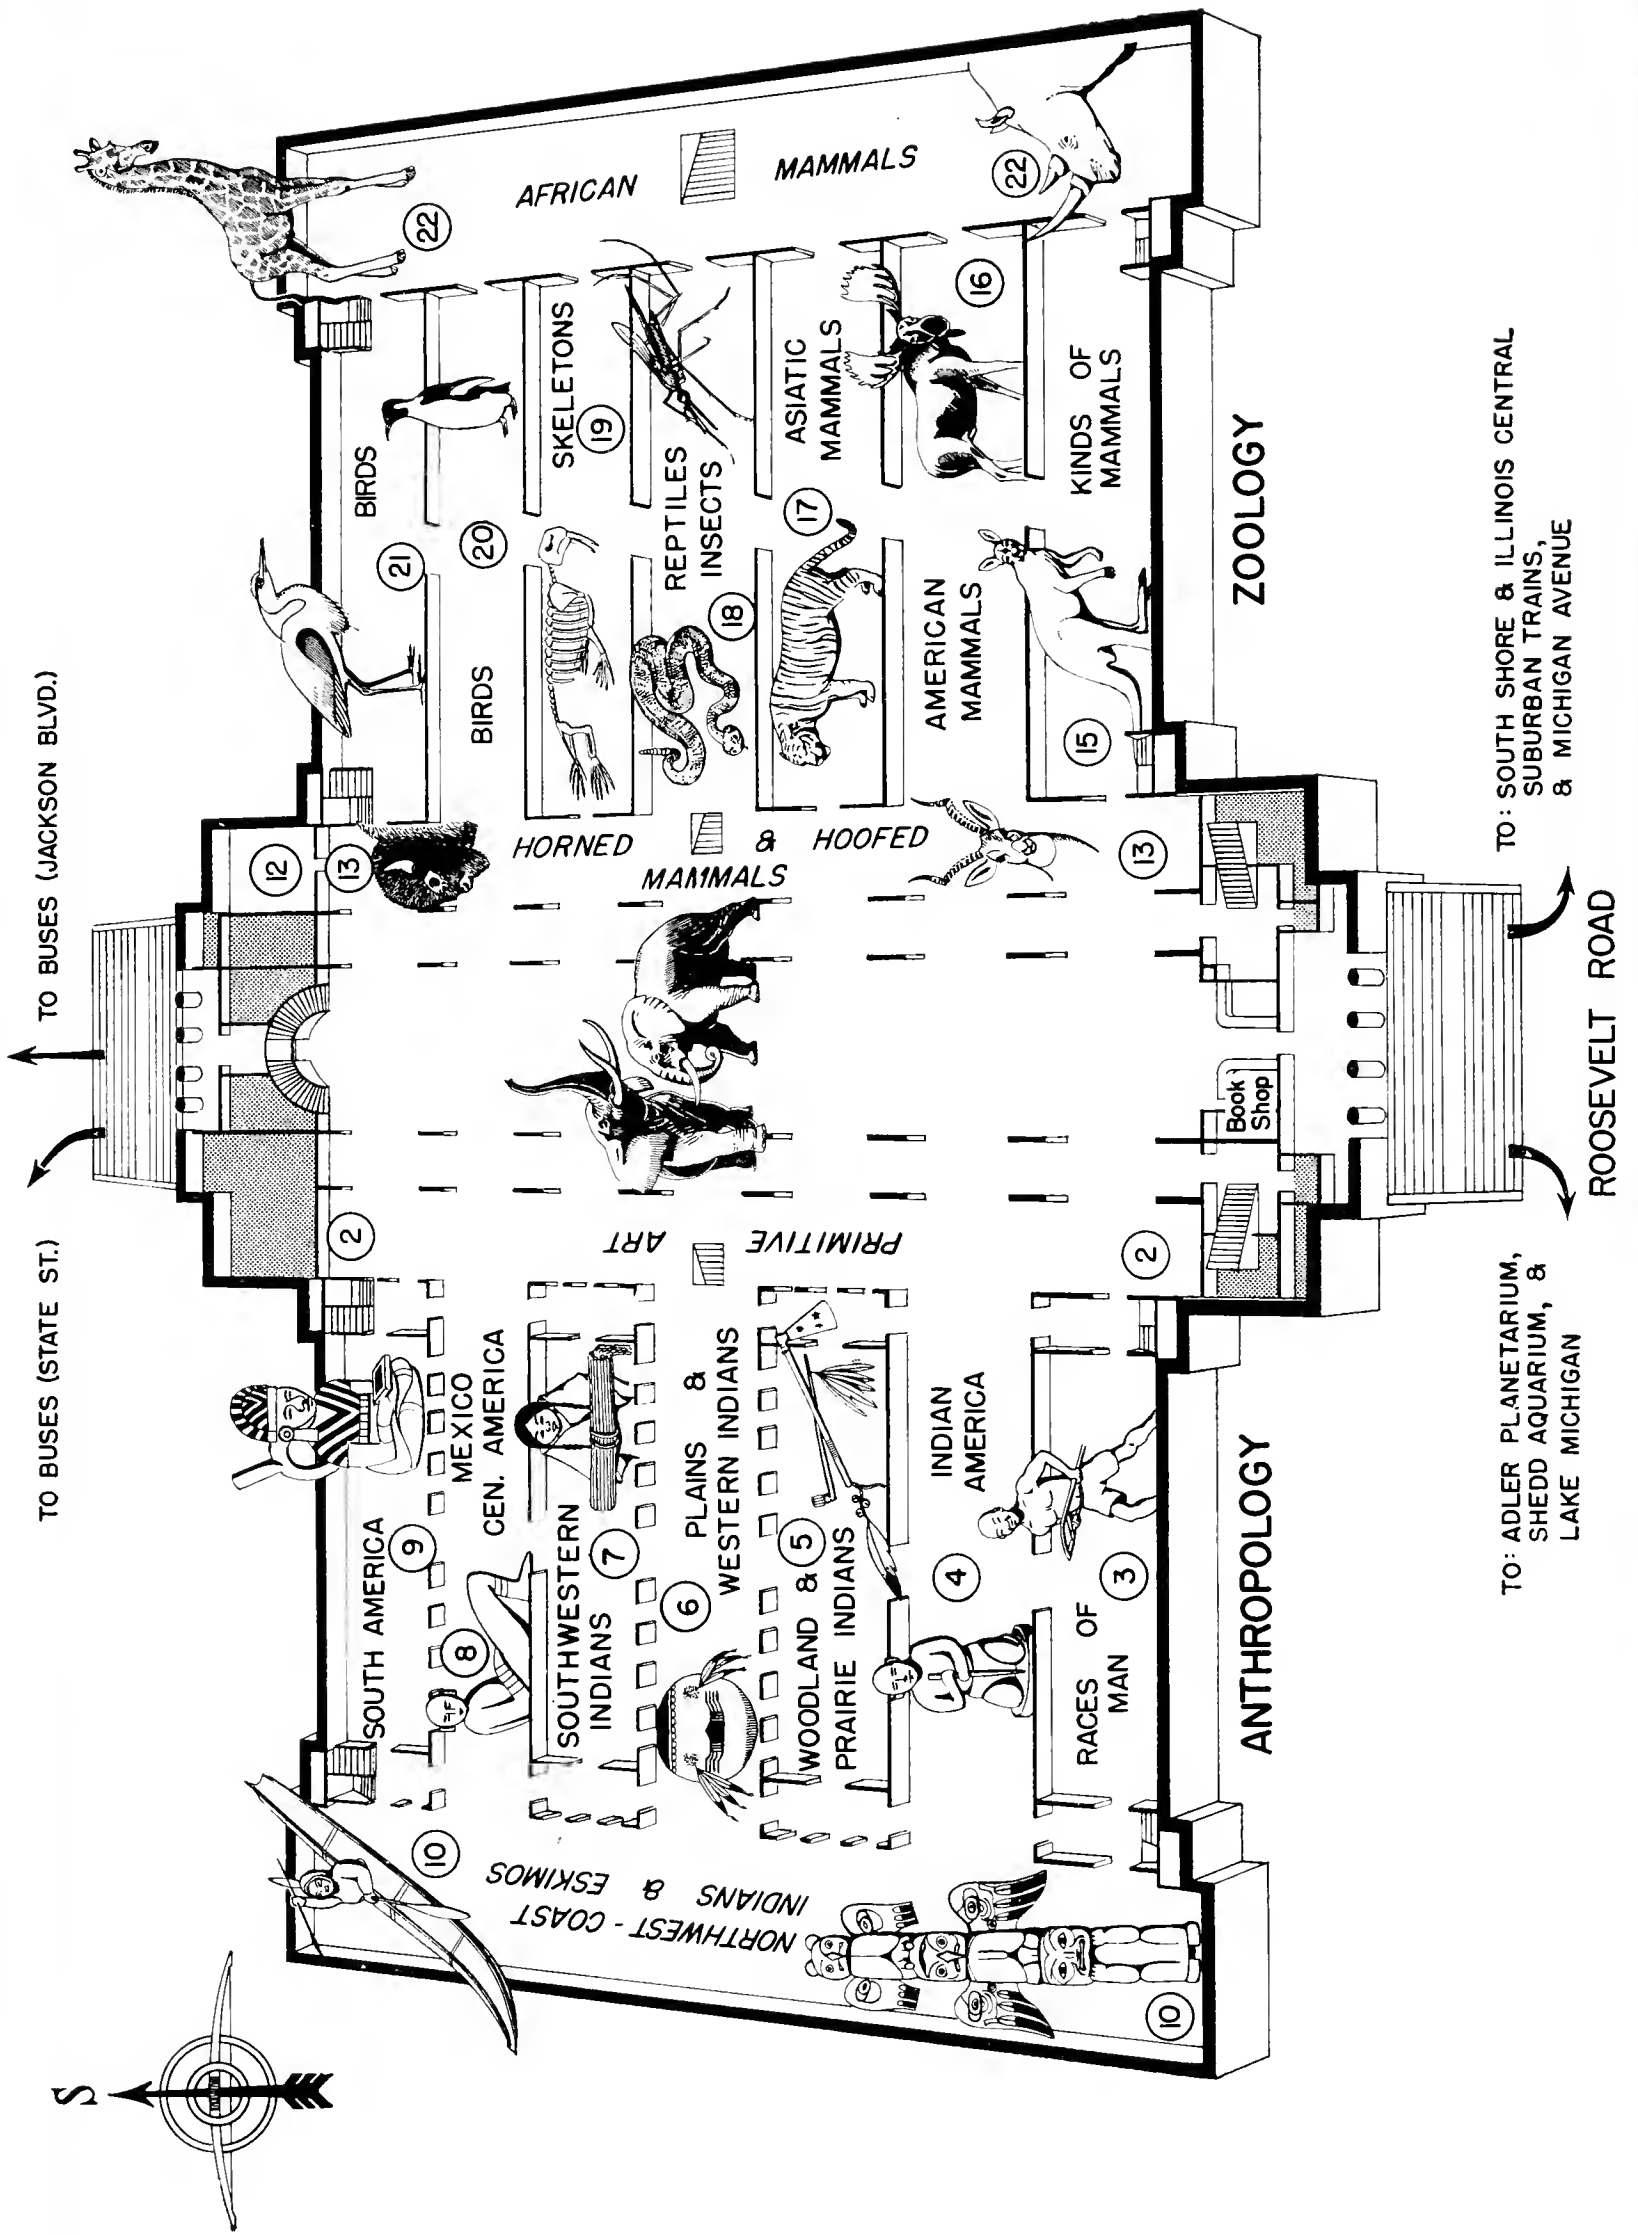 S
TO BUSES (STATE ST.)
TO BUSES (JACKSON BLVD.)
10
SOUTH AMERICA
9
MEXICO
CEN. AMERICA
8
SOUTHWESTERN
INDIANS
7
6
PLAINS &
WESTERN INDIANS
WOODLAND &
PRAIRIE INDIANS
5
INDIAN
AMERICA
4
RACES OF
MAN
3
NORTHWEST-COAST
INDIANS & ESKIMOS
10
ANTHROPOLOGY
2
PRIMITIVE ART
2
Book
Shop
12
13
HORNED & HOOFED
MAMMALS
13
BIRDS
21
BIRDS
20
SKELETONS
19
REPTILES
INSECTS
18
ASIATIC
MAMMALS
17
AMERICAN
MAMMALS
16
KINDS OF
MAMMALS
15
22
AFRICAN MAMMALS
22
ZOOLOGY
TO: ADLER PLANETARIUM,
SHEDD AQUARIUM, &
LAKE MICHIGAN
ROOSEVELT ROAD
TO: SOUTH SHORE & ILLINOIS CENTRAL
SUBURBAN TRAINS,
& MICHIGAN AVENUE